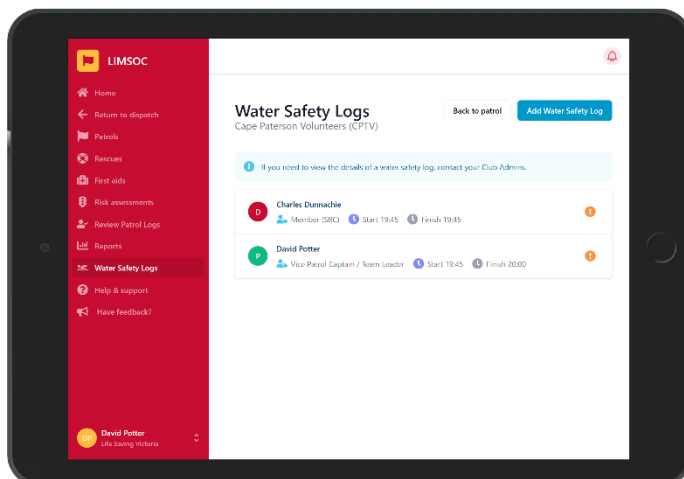 LIMSOC
Home
Return to dispatch
Patrols
Rescues
First aids
Risk assessments
Review Patrol Logs
Reports
Water Safety Logs
Help & support
Have feedback?
DP
David Potter
Life Saving Victoria
Water Safety Logs
Cape Paterson Volunteers (CPTV)
Back to patrol
Add Water Safety Log
If you need to view the details of a water safety log, contact your Club Admins.
D
Charles Dunnachie
Member (SRC) Start 19:45 Finish 19:45
P
David Potter
Vice Patrol Captain / Team Leader Start 19:45 Finish 20:00